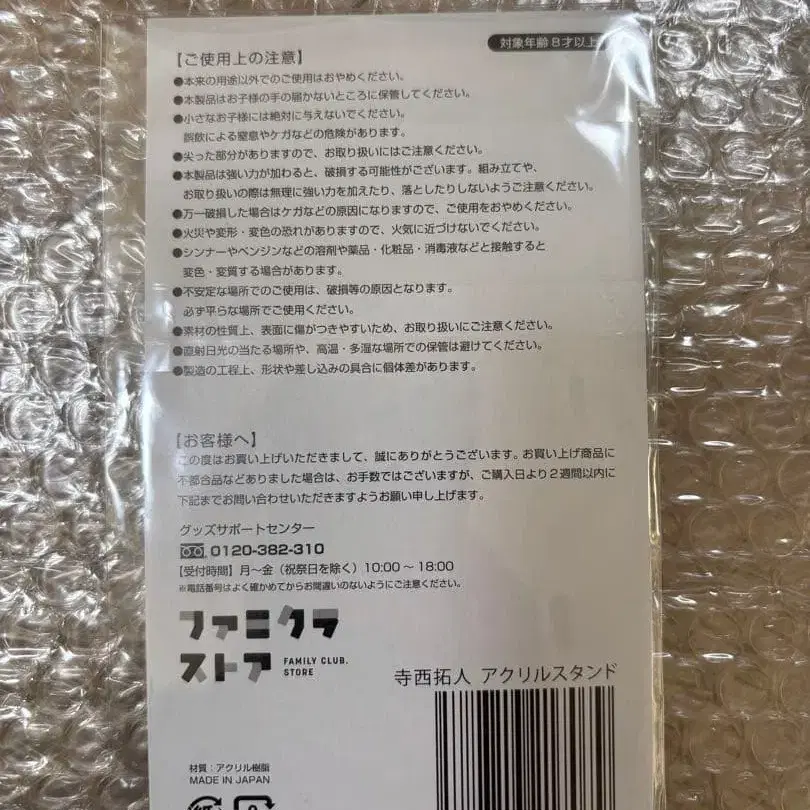 対象年齢8才以上
【ご使用上の注意】
●本来の用途以外でのご使用はおやめください。
●本製品はお子様の手の届かないところに保管してください。
●小さなお子様には絶対に与えないでください。
誤飲による窒息やケガなどの危険があります。
●尖った部分がありますので、お取り扱いにはご注意ください。
●本製品は強い力が加わると、破損する可能性がございます。組み立てや、
お取り扱いの際は無理に強い力を加えたり、落としたりしないようご注意ください。
●万一破損した場合はケガなどの原因になりますので、ご使用をおやめください。
●火災や変形・変色の恐れがありますので、火気に近づけないでください。
●シンナーやベンジンなどの溶剤や薬品・化粧品・消毒液などと接触すると
変色・変質する場合があります。
●不安定な場所でのご使用は、破損等の原因となります。
必ず平らな場所でご使用ください。
●素材の性質上、表面に傷がつきやすいため、お取り扱いにご注意ください。
●直射日光の当たる場所や、高温・多湿な場所での保管は避けてください。
●製造の工程上、形状や差し込みの具合に個体差があります。
【お客様へ】
この度はお買い上げいただきまして、誠にありがとうございます。お買い上げ商品に
不都合品などありました場合は、お手数ではございますが、ご購入日より2週間以内に
下記までお問い合わせいただきますようお願い申し上げます。
グッズサポートセンター
0120-382-310
【受付時間】月〜金（祝祭日を除く）10:00〜18:00
※電話番号はよく確かめてからお間違いのないようにご注意ください。
ファミクラ
ストア FAMILY CLUB.
STORE
寺西拓人 アクリルスタンド
材質：アクリル樹脂
MADE IN JAPAN